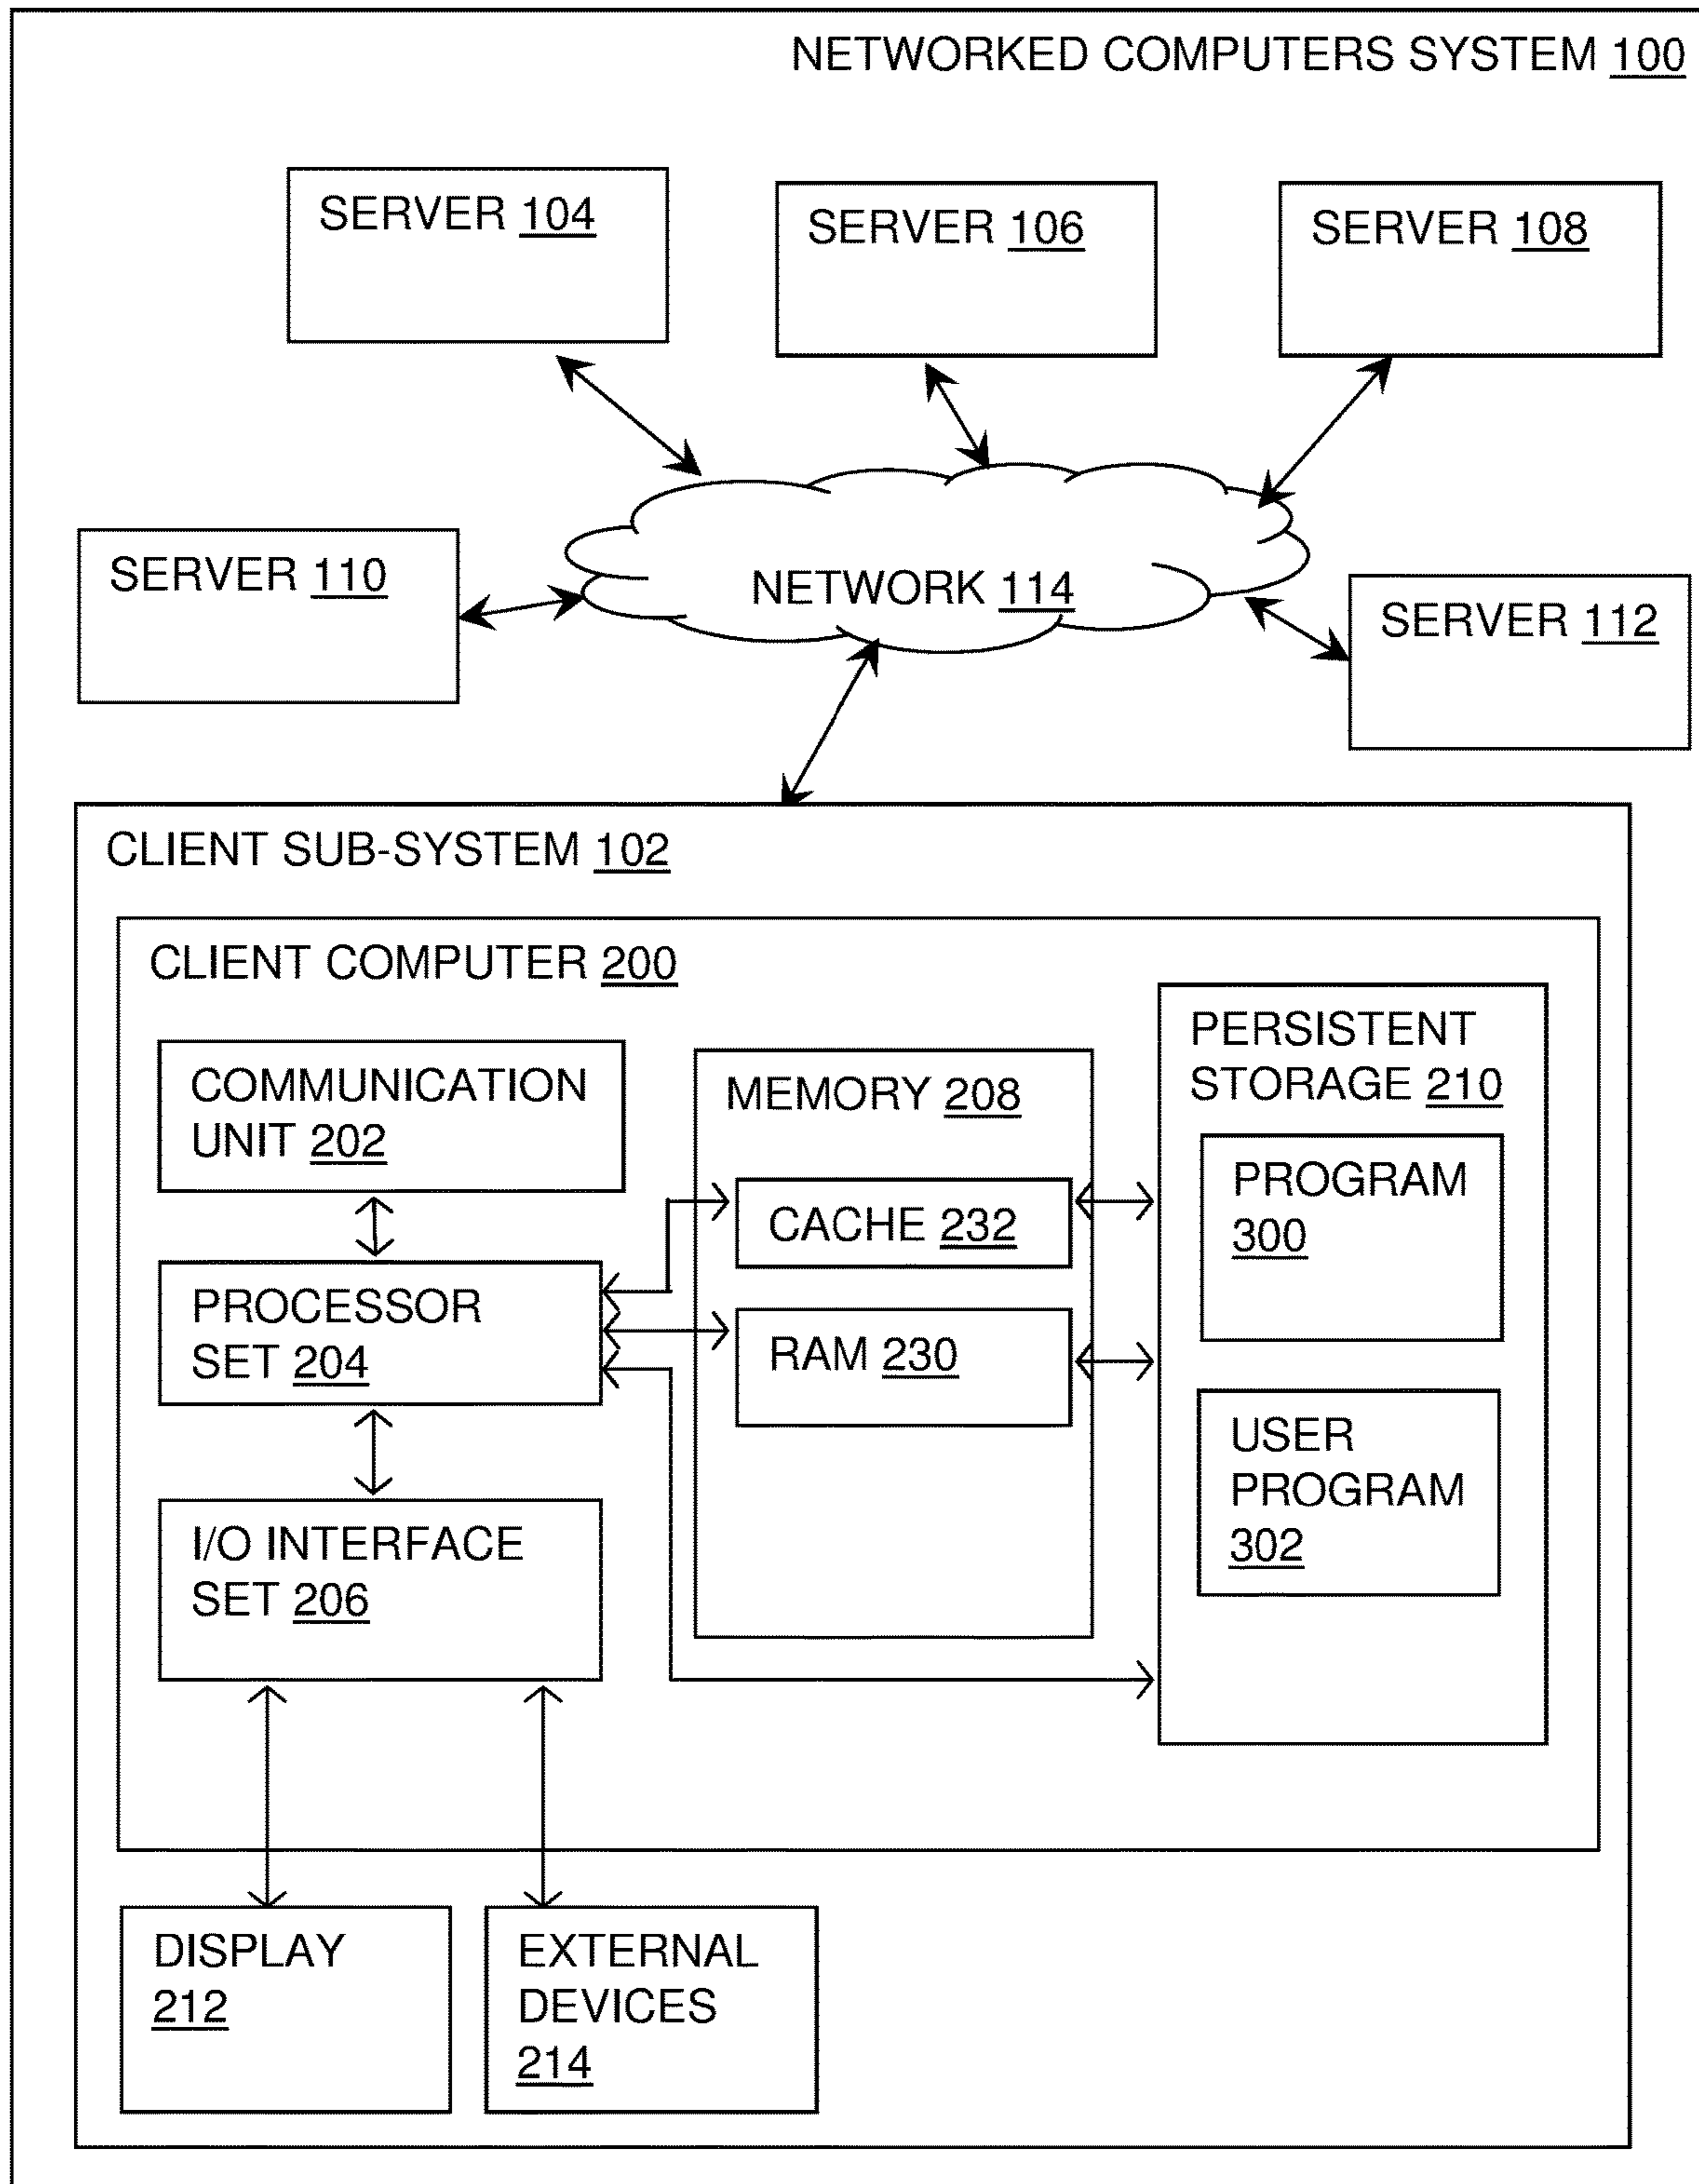 NETWORKED COMPUTERS SYSTEM 100
SERVER 104
SERVER 106
SERVER 108
SERVER 110
NETWORK 114
SERVER 112
CLIENT SUB-SYSTEM 102
CLIENT COMPUTER 200
COMMUNICATION
UNIT 202
PROCESSOR
SET 204
I/O INTERFACE
SET 206
MEMORY 208
CACHE 232
RAM 230
PERSISTENT
STORAGE 210
PROGRAM
300
USER
PROGRAM
302
DISPLAY
212
EXTERNAL
DEVICES
214